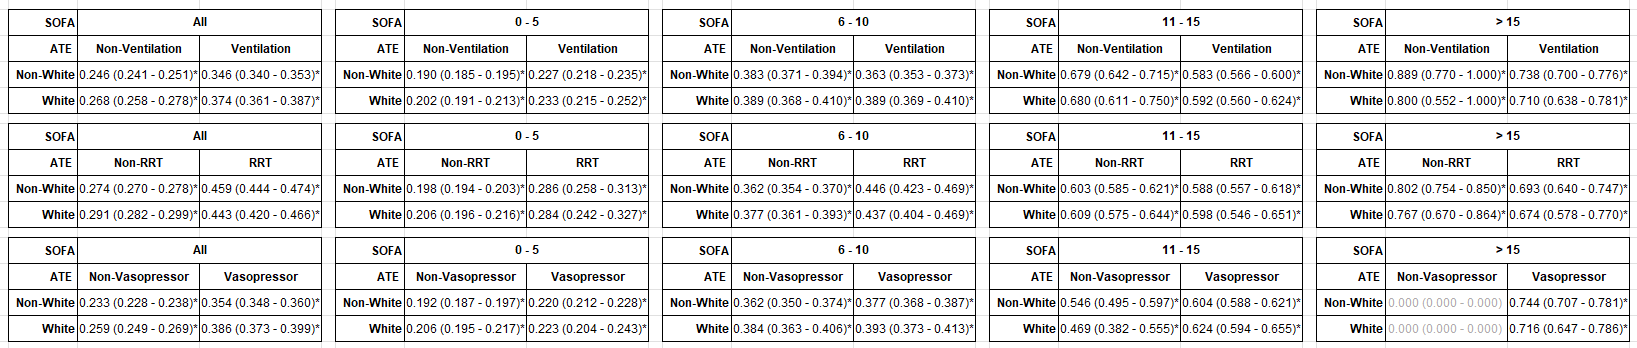 SOFA All SOFA 0 - 5 SOFA 6 - 10 SOFA 11 - 15 SOFA > 15
ATE Non-Ventilation Ventilation ATE Non-Ventilation Ventilation ATE Non-Ventilation Ventilation ATE Non-Ventilation Ventilation ATE Non-Ventilation Ventilation
Non-White 0.246 (0.241 - 0.251)* 0.346 (0.340 - 0.353)* Non-White 0.190 (0.185 - 0.195)* 0.227 (0.218 - 0.235)* Non-White 0.383 (0.371 - 0.394)* 0.363 (0.353 - 0.373)* Non-White 0.679 (0.642 - 0.715)* 0.583 (0.566 - 0.600)* Non-White 0.889 (0.770 - 1.000)* 0.738 (0.700 - 0.776)*
White 0.268 (0.258 - 0.278)* 0.374 (0.361 - 0.387)* White 0.202 (0.191 - 0.213)* 0.233 (0.215 - 0.252)* White 0.389 (0.368 - 0.410)* 0.389 (0.369 - 0.410)* White 0.680 (0.611 - 0.750)* 0.592 (0.560 - 0.624)* White 0.800 (0.552 - 1.000)* 0.710 (0.638 - 0.781)*
SOFA All SOFA 0 - 5 SOFA 6 - 10 SOFA 11 - 15 SOFA > 15
ATE Non-RRT RRT ATE Non-RRT RRT ATE Non-RRT RRT ATE Non-RRT RRT ATE Non-RRT RRT
Non-White 0.274 (0.270 - 0.278)* 0.459 (0.444 - 0.474)* Non-White 0.198 (0.194 - 0.203)* 0.286 (0.258 - 0.313)* Non-White 0.362 (0.354 - 0.370)* 0.446 (0.423 - 0.469)* Non-White 0.603 (0.585 - 0.621)* 0.588 (0.557 - 0.618)* Non-White 0.802 (0.754 - 0.850)* 0.693 (0.640 - 0.747)*
White 0.291 (0.282 - 0.299)* 0.443 (0.420 - 0.466)* White 0.206 (0.196 - 0.216)* 0.284 (0.242 - 0.327)* White 0.377 (0.361 - 0.393)* 0.437 (0.404 - 0.469)* White 0.609 (0.575 - 0.644)* 0.598 (0.546 - 0.651)* White 0.767 (0.670 - 0.864)* 0.674 (0.578 - 0.770)*
SOFA All SOFA 0 - 5 SOFA 6 - 10 SOFA 11 - 15 SOFA > 15
ATE Non-Vasopressor Vasopressor ATE Non-Vasopressor Vasopressor ATE Non-Vasopressor Vasopressor ATE Non-Vasopressor Vasopressor ATE Non-Vasopressor Vasopressor
Non-White 0.233 (0.228 - 0.238)* 0.354 (0.348 - 0.360)* Non-White 0.192 (0.187 - 0.197)* 0.220 (0.212 - 0.228)* Non-White 0.362 (0.350 - 0.374)* 0.377 (0.368 - 0.387)* Non-White 0.546 (0.495 - 0.597)* 0.604 (0.588 - 0.621)* Non-White 0.000 (0.000 - 0.000) 0.744 (0.707 - 0.781)*
White 0.259 (0.249 - 0.269)* 0.386 (0.373 - 0.399)* White 0.206 (0.195 - 0.217)* 0.223 (0.204 - 0.243)* White 0.384 (0.363 - 0.406)* 0.393 (0.373 - 0.413)* White 0.469 (0.382 - 0.555)* 0.624 (0.594 - 0.655)* White 0.000 (0.000 - 0.000) 0.716 (0.647 - 0.786)*